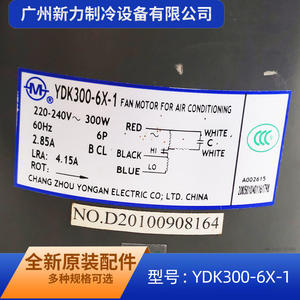 广州新力制冷设备有限公司
M
YDK300-6X-1
FAN MOTOR FOR AIR CONDITIONING
220-240V～ 300W
60Hz 6P
2.85A B CL
LRA: 4.15A
ROT:
RED
WHITE
C
WHITE
BLACK
HI
BLUE
LO
CHANG ZHOU YONGAN ELECTRIC CO; LTD, CHINA
CCC
A002615
NO.D20100908164
全新原装配件
多种规格可选
型号：YDK300-6X-1